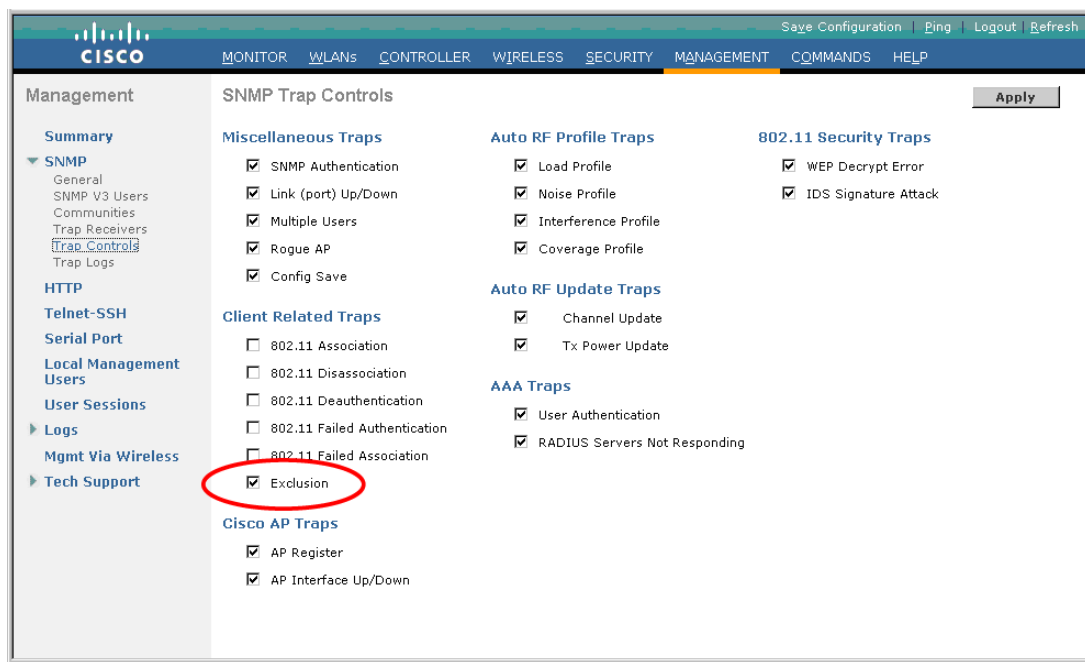 Save Configuration | Ping | Logout | Refresh
CISCO
MONITOR WLANs CONTROLLER WIRELESS SECURITY MANAGEMENT COMMANDS HELP
Management
Summary
SNMP
General
SNMP V3 Users
Communities
Trap Receivers
Trap Controls
Trap Logs
HTTP
Telnet-SSH
Serial Port
Local Management
Users
User Sessions
Logs
Mgmt Via Wireless
Tech Support
SNMP Trap Controls
Apply
Miscellaneous Traps
SNMP Authentication
Link (port) Up/Down
Multiple Users
Rogue AP
Config Save
Client Related Traps
802.11 Association
802.11 Disassociation
802.11 Deauthentication
802.11 Failed Authentication
802.11 Failed Association
Exclusion
Cisco AP Traps
AP Register
AP Interface Up/Down
Auto RF Profile Traps
Load Profile
Noise Profile
Interference Profile
Coverage Profile
Auto RF Update Traps
Channel Update
Tx Power Update
AAA Traps
User Authentication
RADIUS Servers Not Responding
802.11 Security Traps
WEP Decrypt Error
IDS Signature Attack